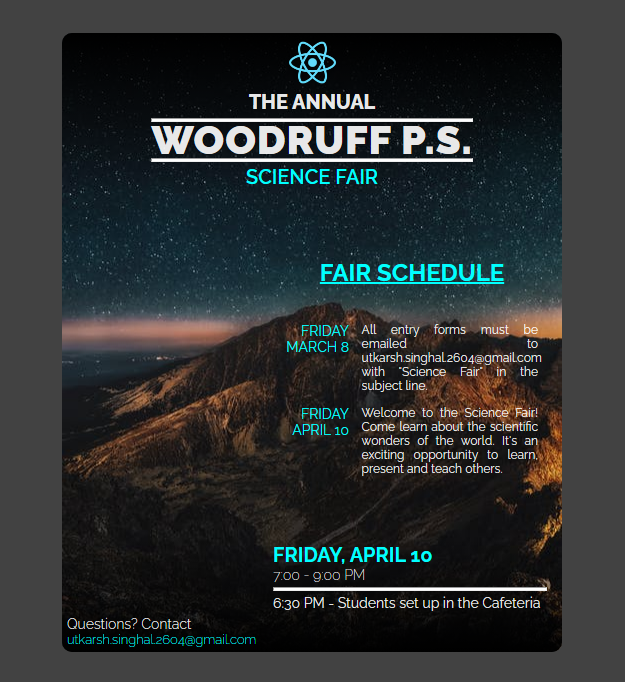 THE ANNUAL
WOODRUFF P.S.
SCIENCE FAIR
FAIR SCHEDULE
FRIDAY
MARCH 8
All entry forms must be
emailed to
utkarsh.singhal.2604@gmail.com
with "Science Fair" in the
subject line.
FRIDAY
APRIL 10
Welcome to the Science Fair!
Come learn about the scientific
wonders of the world. It's an
exciting opportunity to learn,
present and teach others.
FRIDAY, APRIL 10
7:00 - 9:00 PM
6:30 PM - Students set up in the Cafeteria
Questions? Contact
utkarsh.singhal.2604@gmail.com